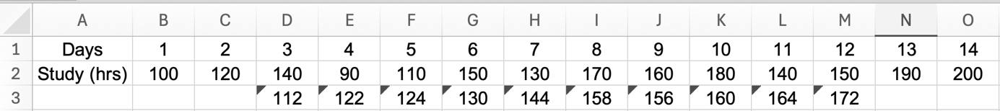 A B C D E F G H I J K L M N O
1 Days 1 2 3 4 5 6 7 8 9 10 11 12 13 14
2 Study (hrs) 100 120 140 90 110 150 130 170 160 180 140 150 190 200
3 112 122 124 130 144 158 156 160 164 172